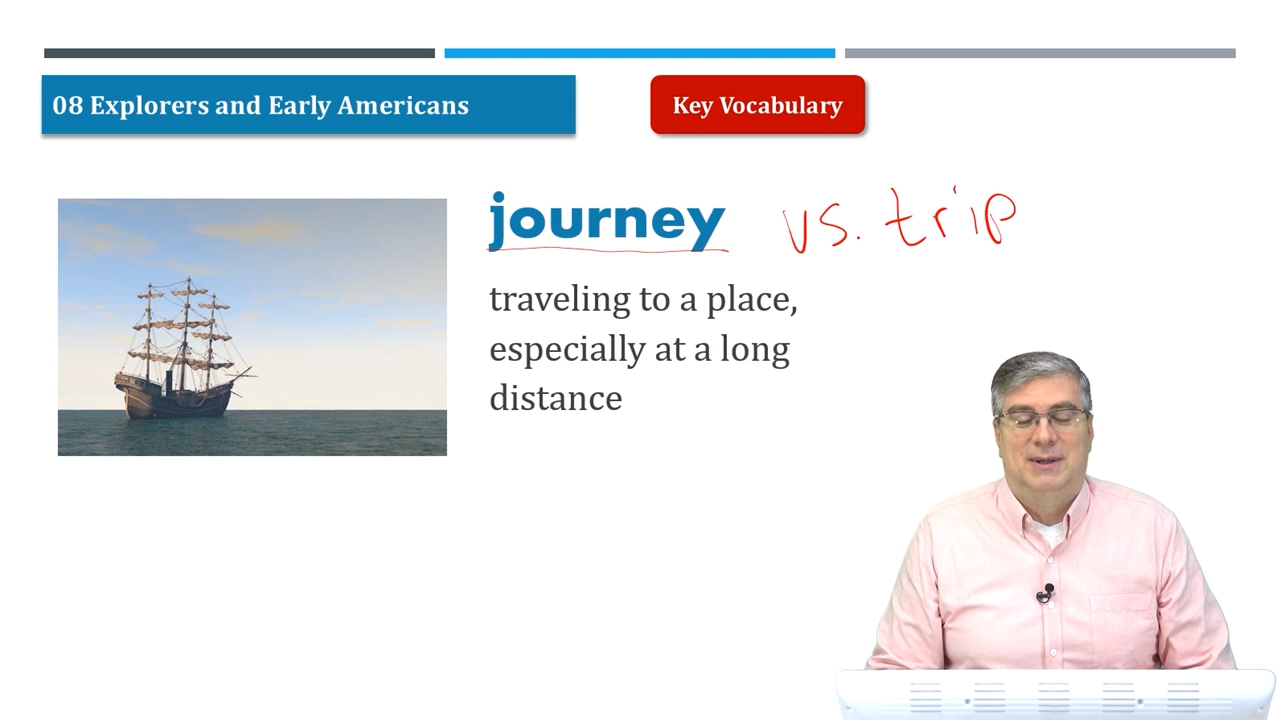 08 Explorers and Early Americans
Key Vocabulary
journey vs. trip
traveling to a place,
especially at a long
distance